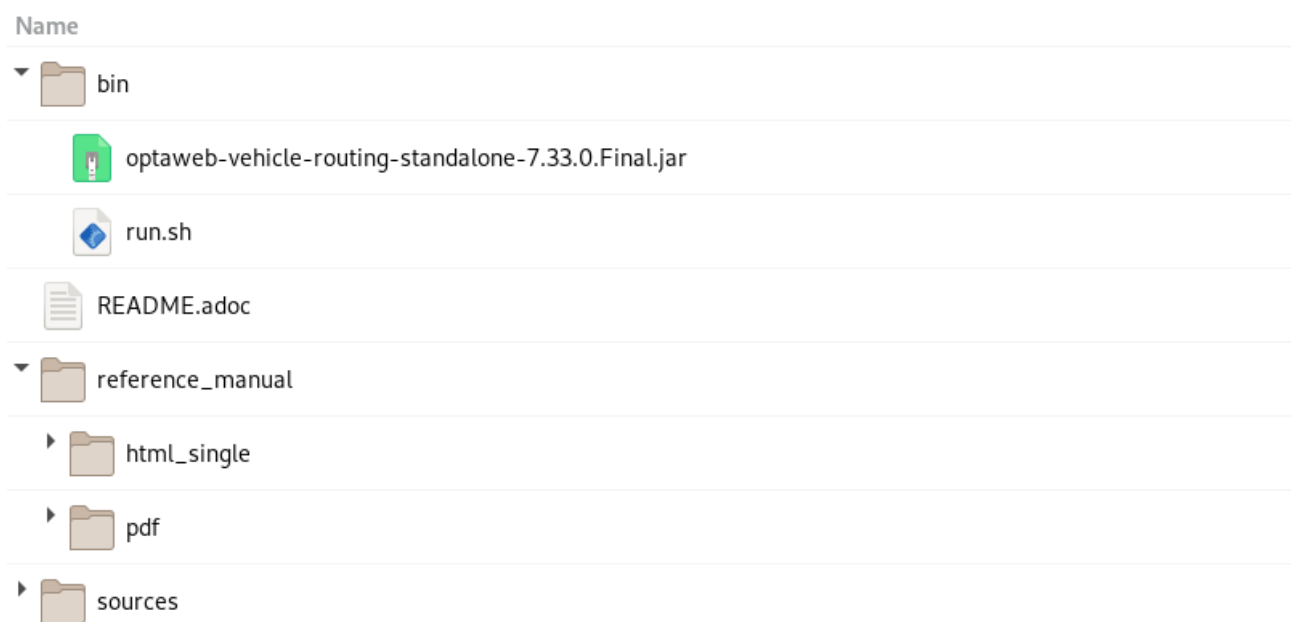 Name
bin
optaweb-vehicle-routing-standalone-7.33.0.Final.jar
run.sh
README.adoc
reference_manual
html_single
pdf
sources